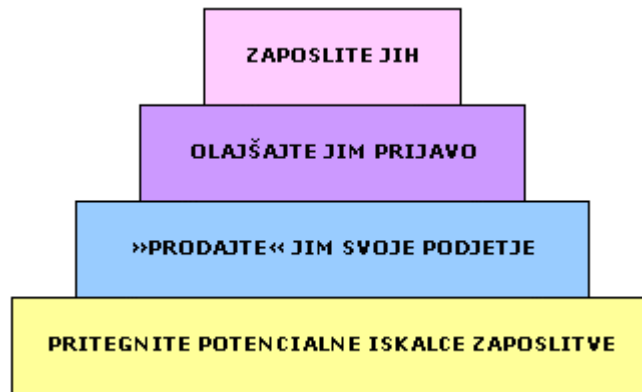 ZAPOSLITE JIH
OLAJŠAJTE JIM PRIJAVO
»PRODAJTE« JIM SVOJE PODJETJE
PRITEGNITE POTENCIALNE ISKALCE ZAPOSLITVE